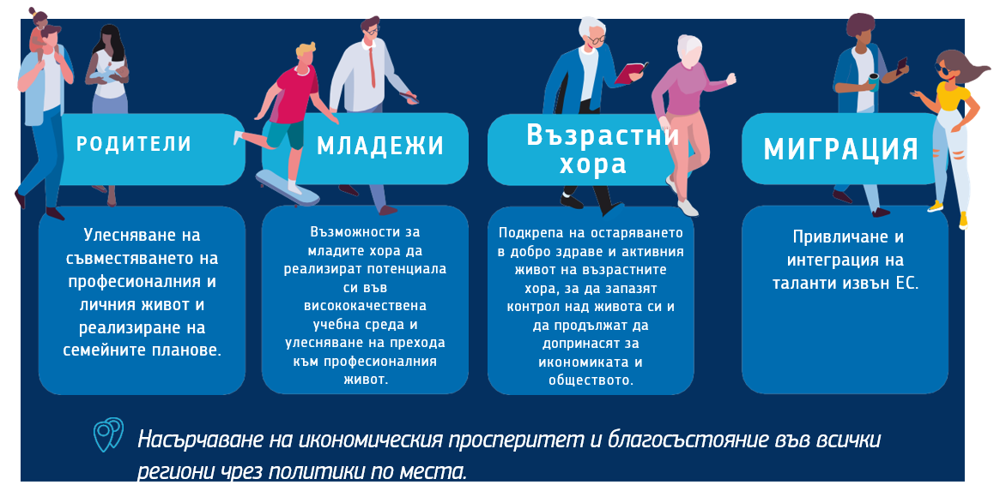 РОДИТЕЛИ
Улесняване на
съвместяването на
професионалния и
личния живот и
реализиране на
семейните планове.
МЛАДЕЖИ
Възможности за
младите хора да
реализират потенциала
си във
висококачествена
учебна среда и
улесняване на прехода
към професионалния
живот.
Възрастни
хора
Подкрепа на остаряването
в добро здраве и активния
живот на възрастните
хора, за да запазят
контрол над живота си и
да продължат да
допринасят за
икономиката и
обществото.
МИГРАЦИЯ
Привличане и
интеграция на
таланти извън ЕС.
Насърчаване на икономическия просперитет и благосъстояние във всички
региони чрез политики по места.